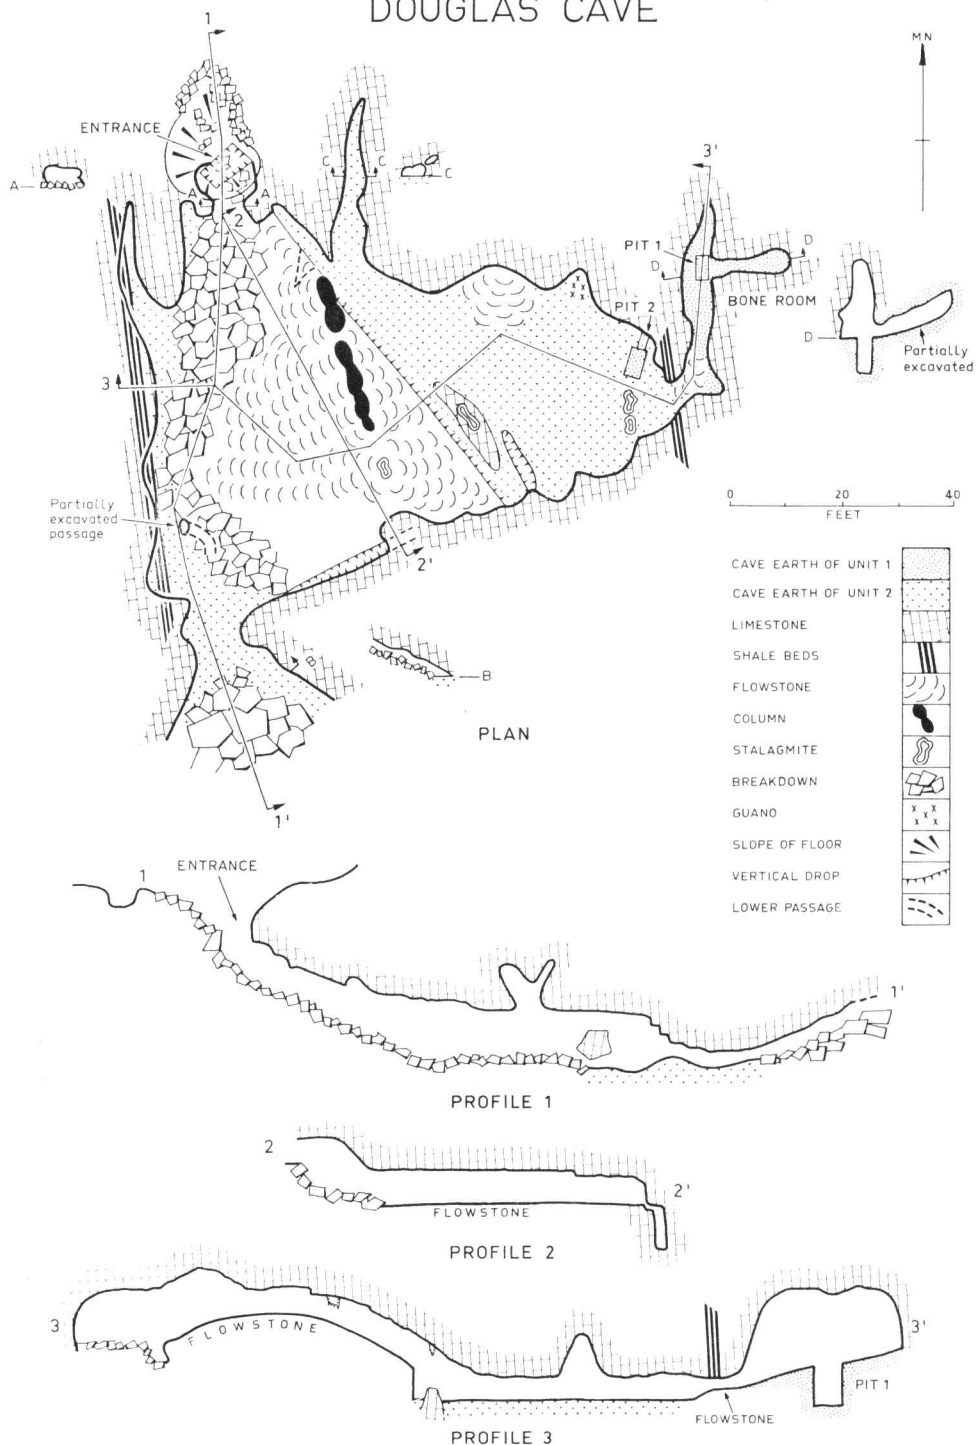 DOUGLAS CAVE
1
MN
ENTRANCE
C
C
C
3'
A
A
A
2
PIT 1
D
D
BONE ROOM
PIT 2
D
Partially
excavated
3
Partially
excavated
passage
0 20 40
FEET
2'
B
B
PLAN
1'
CAVE EARTH OF UNIT 1
CAVE EARTH OF UNIT 2
LIMESTONE
SHALE BEDS
FLOWSTONE
COLUMN
STALAGMITE
BREAKDOWN
GUANO
SLOPE OF FLOOR
VERTICAL DROP
LOWER PASSAGE
ENTRANCE
1
1'
PROFILE 1
2
2'
FLOWSTONE
PROFILE 2
3
FLOWSTONE
3'
PIT 1
FLOWSTONE
PROFILE 3